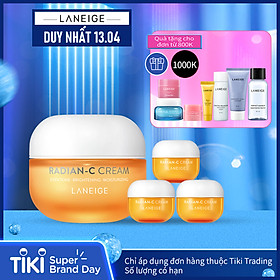 LANEIGE
DUY NHẤT 13.04
Quà tặng cho
đơn từ 800K
1000K
RADIAN-C CREAM
LANEIGE
TIKI Super Brand Day
Chỉ áp dụng đơn hàng thuộc Tiki Trading
Số lượng có hạn